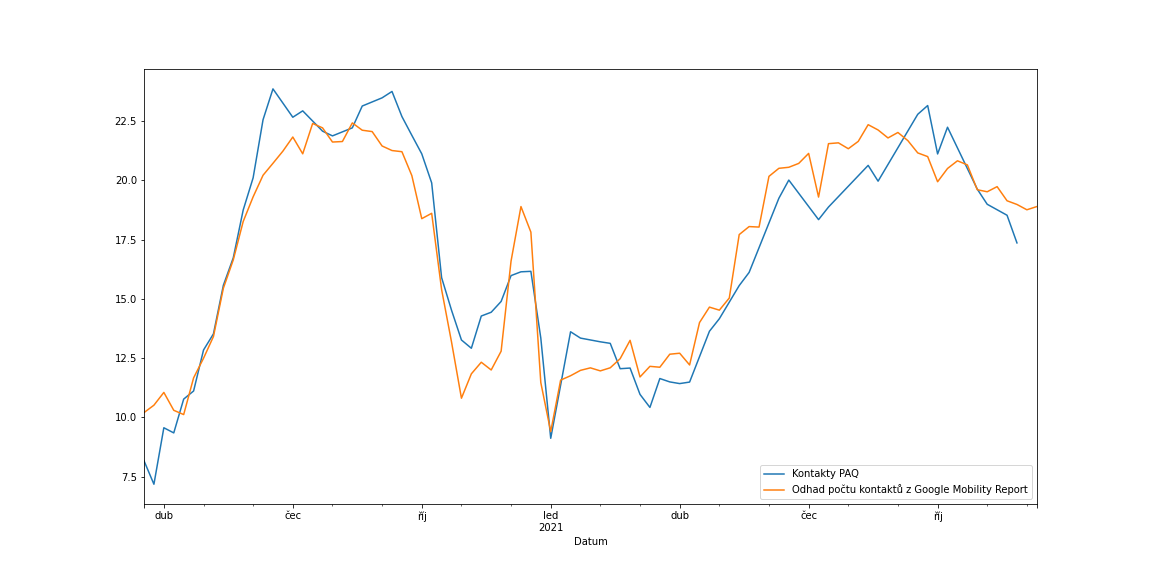 22.5
20.0
17.5
15.0
12.5
10.0
7.5
Kontakty PAQ
Odhad počtu kontaktů z Google Mobility Report
dub čec říj led dub čec říj
2021
Datum